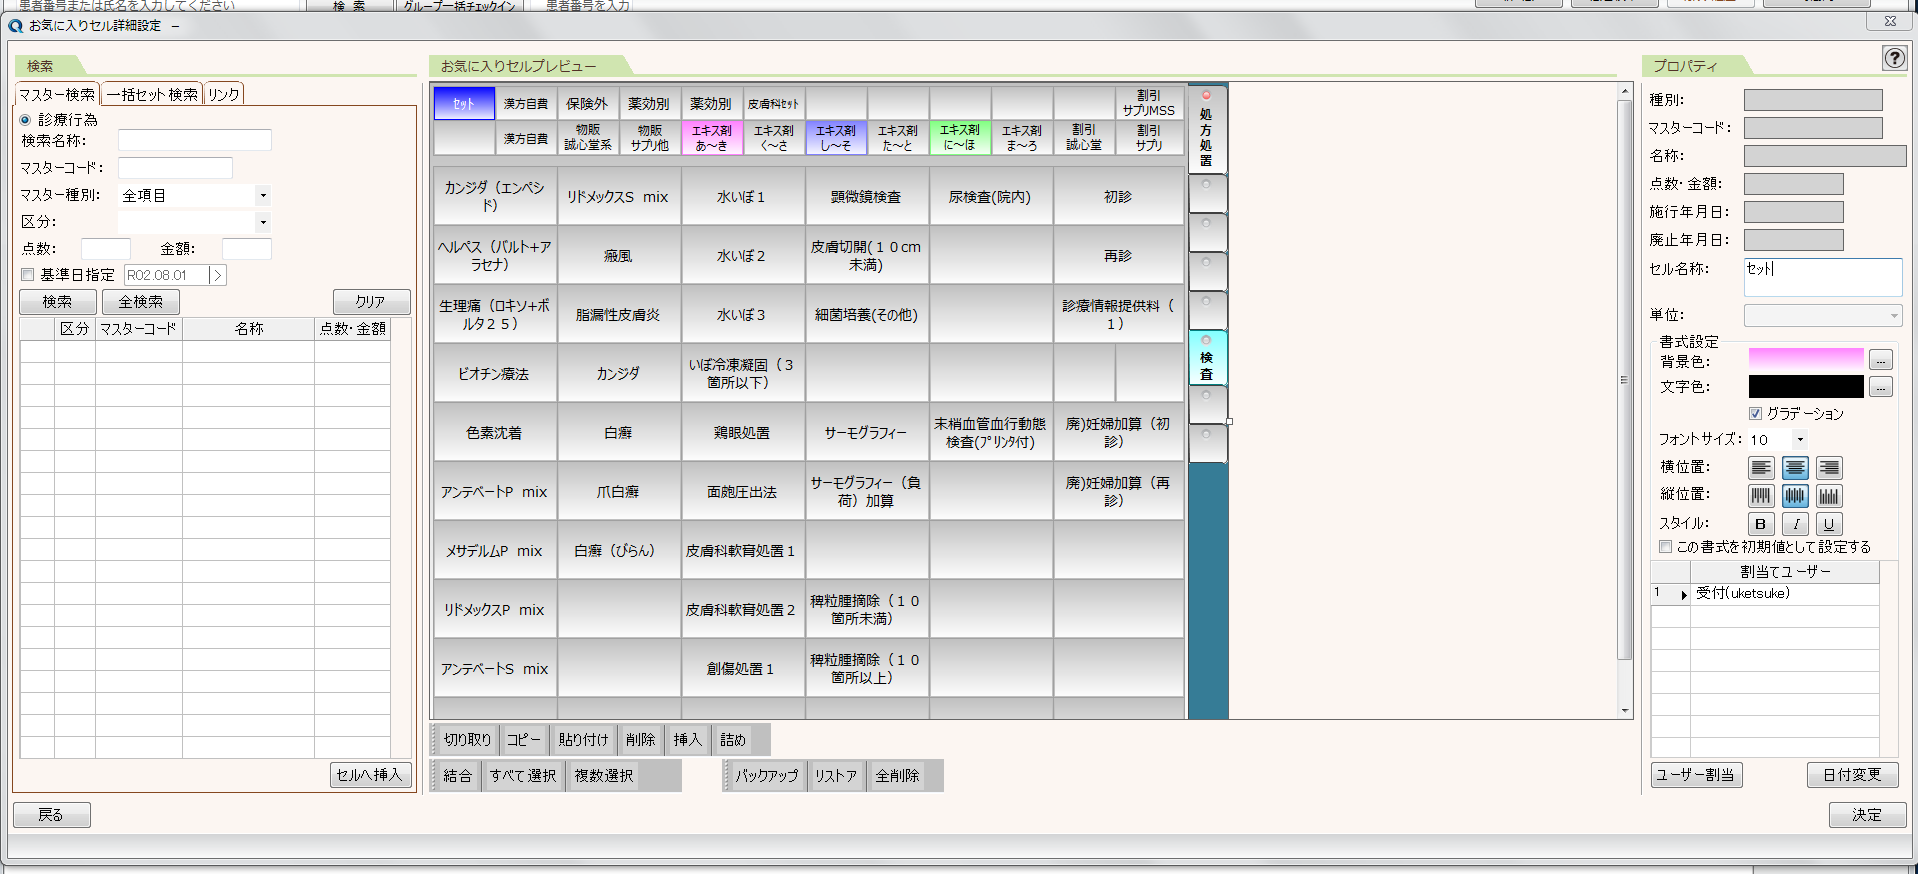 患者番号または氏名を入力してください
検 索
グループ一括チェックイン
患者番号を入力
お気に入りセル詳細設定 －
検索
マスター検索
一括セット検索
リンク
診療行為
検索名称:
マスターコード:
マスター種別: 全項目
区分:
点数: 金額:
基準日指定 R02.08.01 >
検索 全検索 クリア
区分 マスターコード 名称 点数・金額
セルへ挿入
戻る
お気に入りセルプレビュー
セット 漢方自費 保険外 薬効別 薬効別 皮膚科セット 割引
サプリMSS
漢方自費 物販
誠心堂系 物販
サプリ他 エキス剤
あ～き エキス剤
く～さ エキス剤
し～そ エキス剤
た～と エキス剤
に～ほ エキス剤
ま～ろ 割引
誠心堂 割引
サプリ
カンジダ（エンペシ
ド） リドメックスS mix 水いぼ１ 顕微鏡検査 尿検査(院内) 初診
ヘルペス（バルト+ア
ラセナ） 癜風 水いぼ２ 皮膚切開(１０cm
未満) 再診
生理痛（ロキソ+ボ
ルタ２５） 脂漏性皮膚炎 水いぼ３ 細菌培養(その他) 診療情報提供料（
１）
ビオチン療法 カンジダ いぼ冷凍凝固（３
箇所以下）
色素沈着 白癬 鶏眼処置 サーモグラフィー 末梢血管血行動態
検査(プリンタ付) 廃)妊婦加算（初
診）
アンテベートP mix 爪白癬 面皰圧出法 サーモグラフィー（負
荷）加算 廃)妊婦加算（再
診）
メサデルムP mix 白癬（びらん） 皮膚科軟膏処置１
リドメックスP mix 皮膚科軟膏処置２ 稗粒腫摘除（１０
箇所未満）
アンテベートS mix 創傷処置１ 稗粒腫摘除（１０
箇所以上）
処方処置
検査
切り取り コピー 貼り付け 削除 挿入 詰め
結合 すべて選択 複数選択 バックアップ リストア 全削除
プロパティ
?
種別:
マスターコード:
名称:
点数・金額:
施行年月日:
廃止年月日:
セル名称: セット
単位:
書式設定
背景色: ...
文字色: ...
グラデーション
フォントサイズ: 10
横位置:
縦位置:
スタイル: B I U
この書式を初期値として設定する
割当てユーザー
1 受付(uketsuke)
ユーザー割当 日付変更
決定